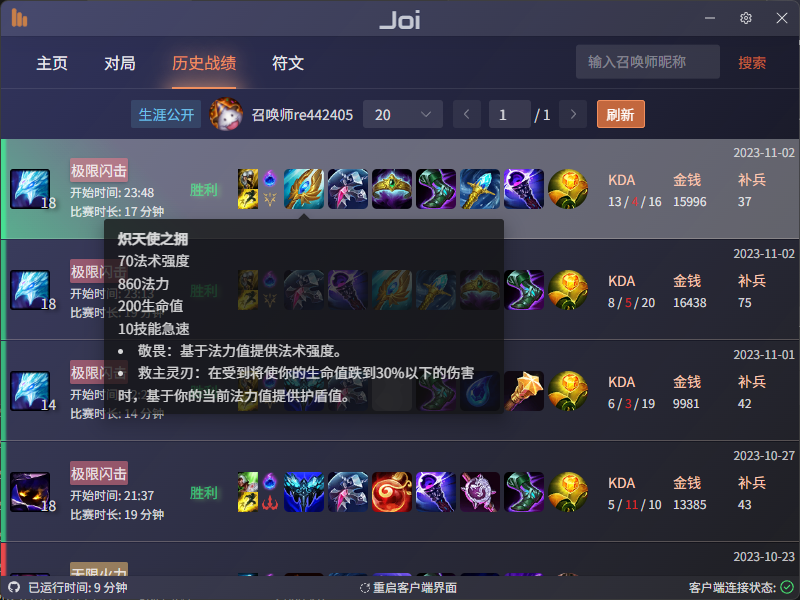 Joi
主页 对局 历史战绩 符文 输入召唤师昵称 搜索
生涯公开 召唤师re442405 20 1 / 1 刷新
2023-11-02
极限闪击
开始时间: 23:48
比赛时长: 17 分钟
18
胜利
KDA 金钱 补兵
13 / 4 / 16 15996 37
炽天使之拥
70法术强度
860法力
200生命值
10技能急速
• 敬畏：基于法力值提供法术强度。
• 救主灵刃：在受到将使你的生命值跌到30%以下的伤害
时，基于你的当前法力值提供护盾值。
2023-11-02
极限闪击
开始时间: 23:13
18
胜利
KDA 金钱 补兵
8 / 5 / 20 16438 75
2023-11-01
极限闪击
比赛时长: 14 分钟
14
KDA 金钱 补兵
6 / 3 / 19 9981 42
2023-10-27
极限闪击
开始时间: 21:37
比赛时长: 19 分钟
18
胜利
KDA 金钱 补兵
5 / 11 / 10 13385 43
2023-10-23
无限火力
已运行时间: 9 分钟 重启客户端界面 客户端连接状态: